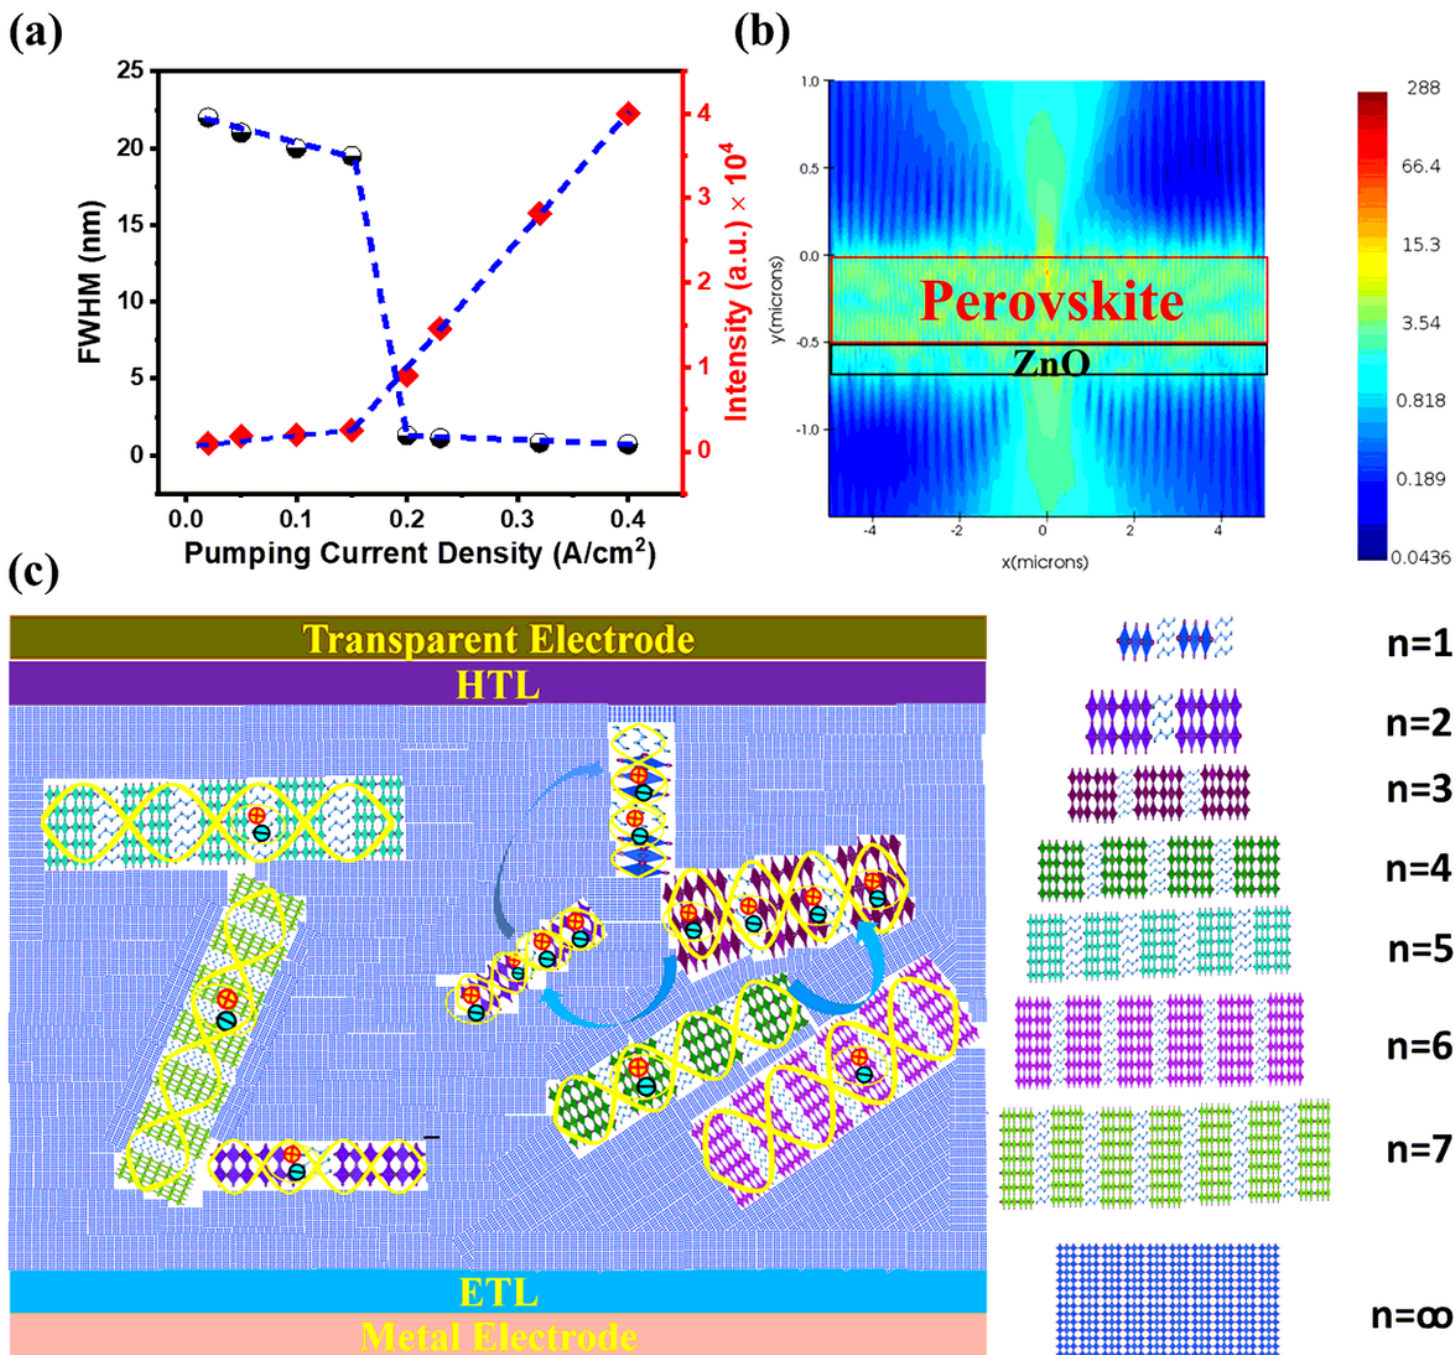 (a)
25
20
15
10
5
0
FWHM (nm)
0.0 0.1 0.2 0.3 0.4
Pumping Current Density (A/cm²)
4
3
2
1
0
Intensity (a.u.) × 10⁴
(b)
1.0
0.5
0.0
-0.5
-1.0
y(microns)
Perovskite
ZnO
-4 -2 0 2 4
x(microns)
288
66.4
15.3
3.54
0.818
0.189
0.0436
(c)
Transparent Electrode
HTL
ETL
Metal Electrode
n=1
n=2
n=3
n=4
n=5
n=6
n=7
n=∞